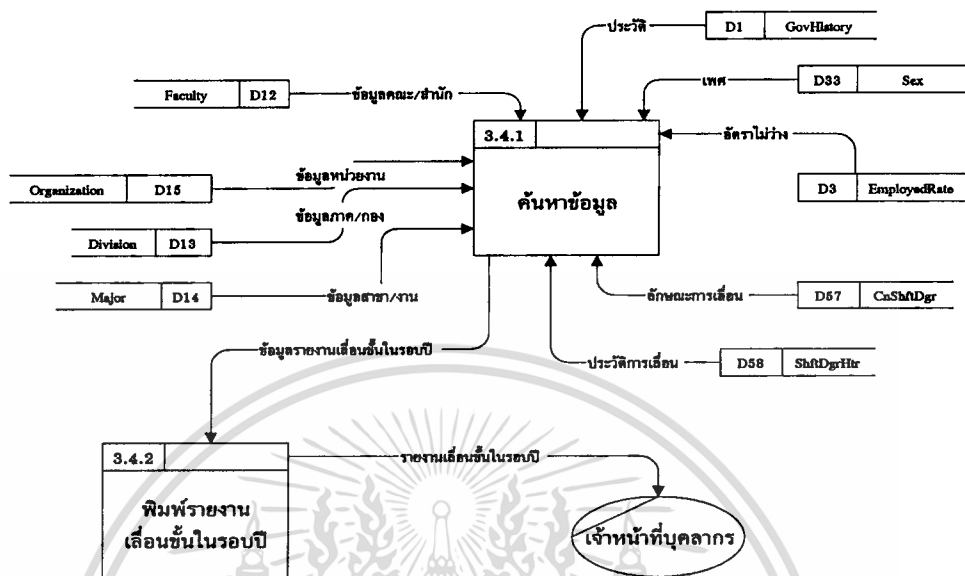 ประวัติ
D1 GovHistory
Faculty D12
ข้อมูลคณะ/สำนัก
เพศ
D33 Sex
3.4.1
อัตราไม่ว่าง
Organization D15
ข้อมูลหน่วยงาน
ค้นหาข้อมูล
D3 EmployedRate
ข้อมูลภาค/กอง
Division D13
Major D14
ข้อมูลสาขา/งาน
ลักษณะการเลื่อน
D57 CnShftDgr
ข้อมูลรายงานเลื่อนขั้นในรอบปี
ประวัติการเลื่อน
D58 ShftDgrHtr
3.4.2
รายงานเลื่อนขั้นในรอบปี
พิมพ์รายงาน
เลื่อนขั้นในรอบปี
เจ้าหน้าที่บุคลากร